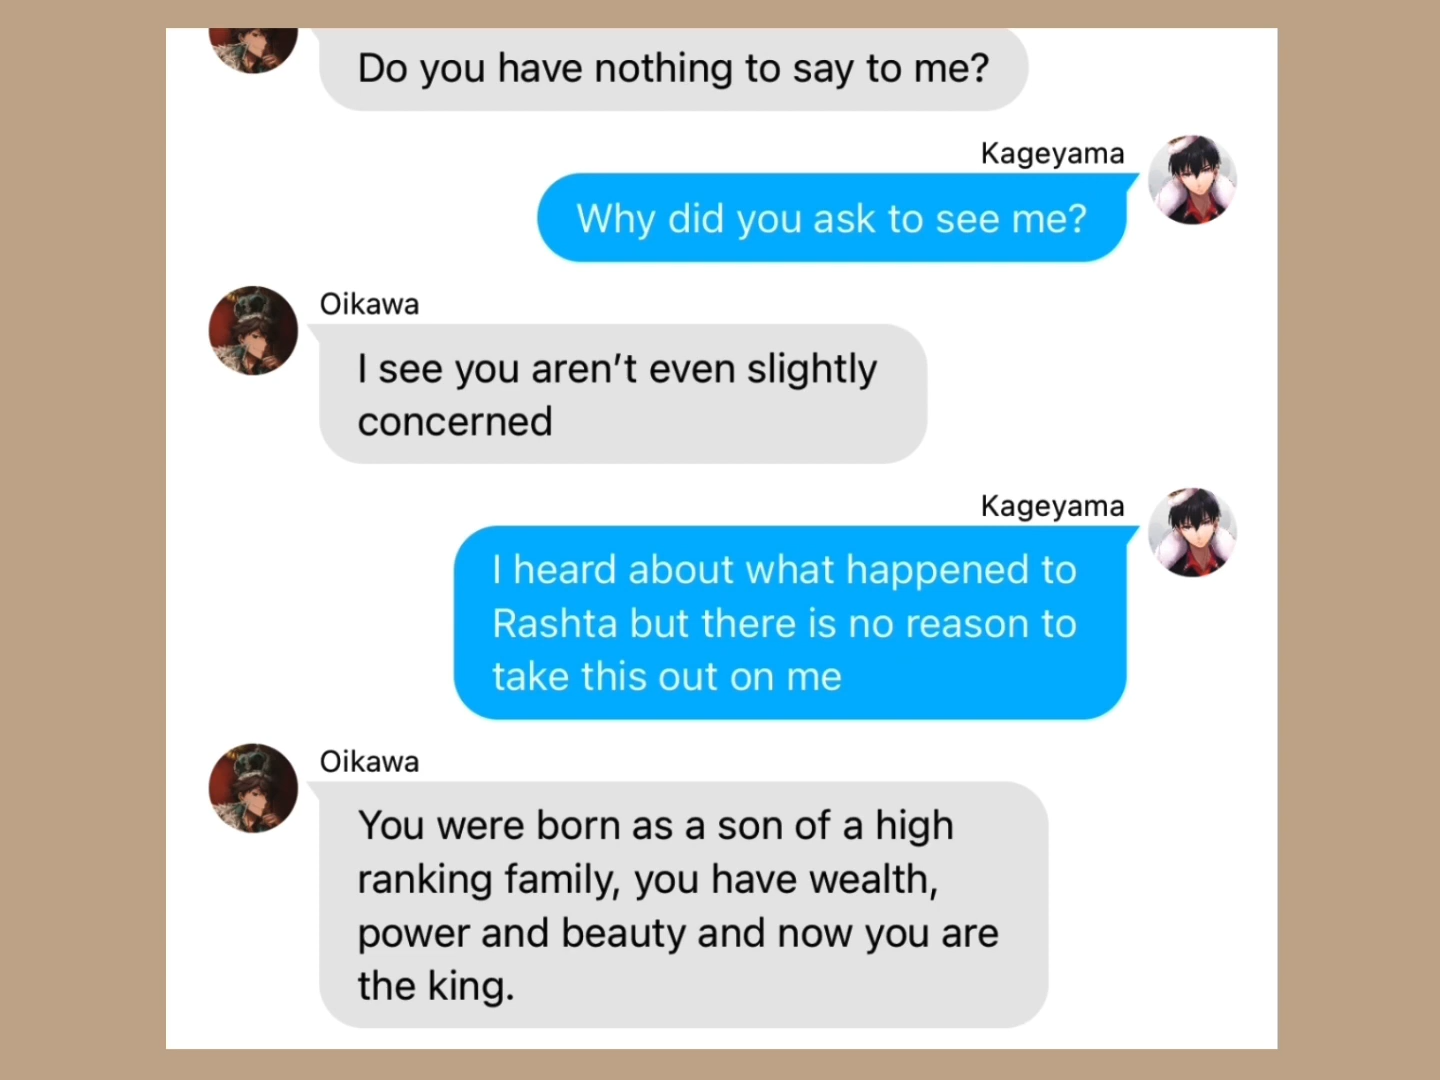 Do you have nothing to say to me?
Kageyama
Why did you ask to see me?
Oikawa
I see you aren’t even slightly
concerned
Kageyama
I heard about what happened to
Rashta but there is no reason to
take this out on me
Oikawa
You were born as a son of a high
ranking family, you have wealth,
power and beauty and now you are
the king.